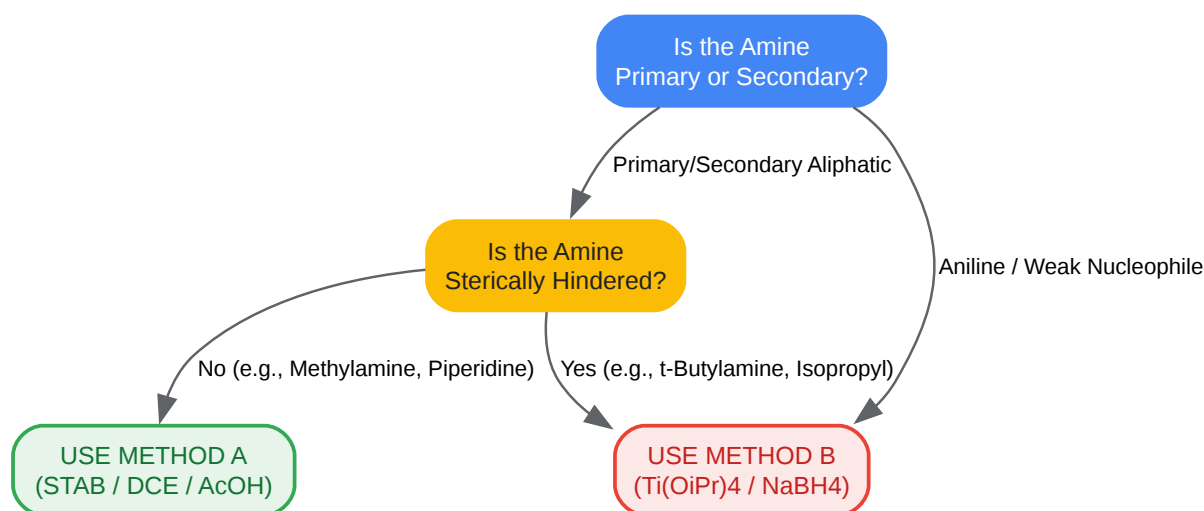 Is the Amine
Primary or Secondary?
Primary/Secondary Aliphatic
Is the Amine
Sterically Hindered?
Aniline / Weak Nucleophile
No (e.g., Methylamine, Piperidine)
Yes (e.g., t-Butylamine, Isopropyl)
USE METHOD A
(STAB / DCE / AcOH)
USE METHOD B
(Ti(OiPr)4 / NaBH4)